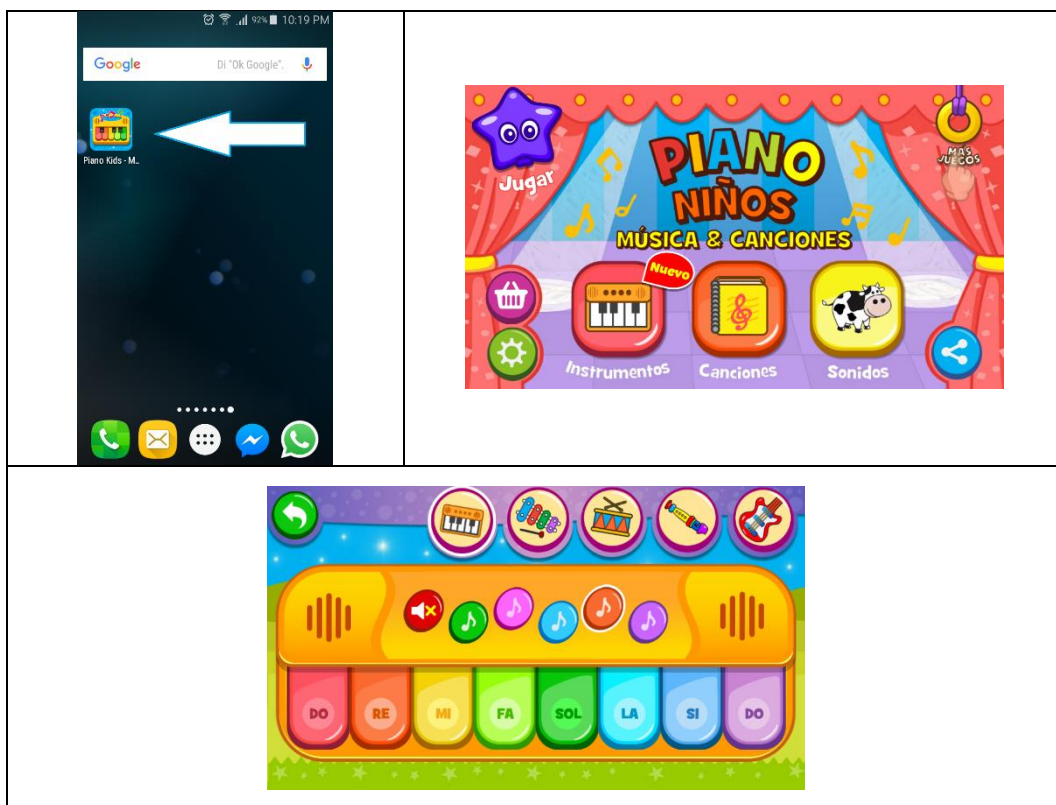 92% 10:19 PM
Google Di "Ok Google".
Piano Kids - M..
Jugar
MÁS
JUEGOS
PIANO
NIÑOS
MÚSICA & CANCIONES
Nuevo
Instrumentos Canciones Sonidos
DO RE MI FA SOL LA SI DO